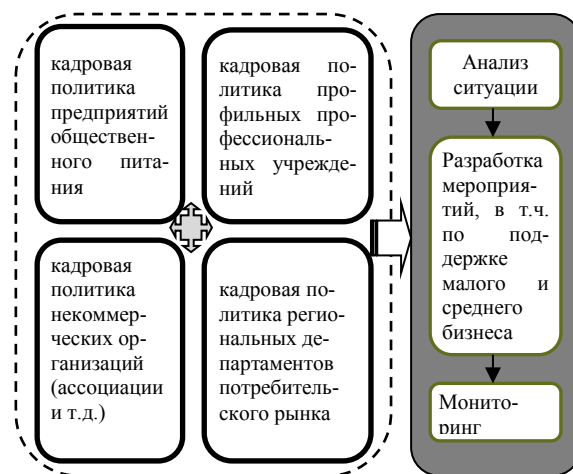 кадровая
политика
предприятий
обществен-
ного пита-
ния
кадровая по-
литика про-
фильных про-
фессиональ-
ных учрежде-
ний
кадровая
политика
некоммер-
ческих ор-
ганизаций
(ассоциации
и т.д.)
кадровая по-
литика регио-
нальных де-
партаментов
потребитель-
ского рынка
Анализ
ситуации
Разработка
мероприя-
тий, в т.ч.
по под-
держке
малого и
среднего
бизнеса
Монито-
ринг